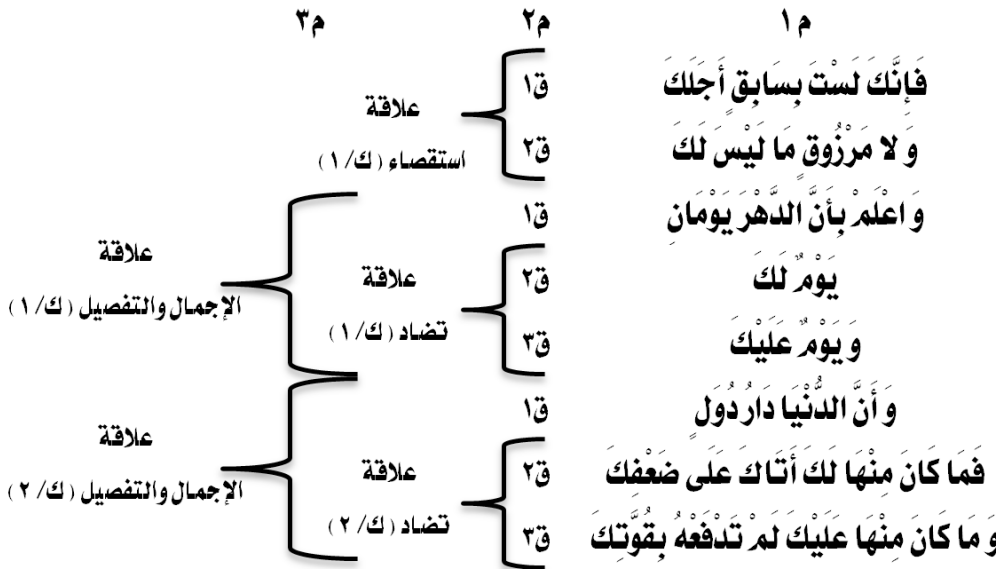 م١ م٢ م٣
فَإِنَّكَ لَسْتَ بِسَابِقٍ أَجَلَكَ
ق١
علاقة
وَ لا مَرْزُوقٍ مَا لَيْسَ لَكَ
ق٢
استقصاء (ك/١)
وَ اعْلَمْ بِأَنَّ الدَّهْرَ يَوْمَانِ
ق١
علاقة
يَوْمٌ لَكَ
ق٢
علاقة
الإجمال والتفصيل (ك/١)
تضاد (ك/١)
وَ يَوْمٌ عَلَيْكَ
ق٣
وَ أَنَّ الدُّنْيَا دَارُ دُوَلٍ
ق١
علاقة
فَمَا كَانَ مِنْهَا لَكَ أَتَاكَ عَلَى ضَعْفِكَ
ق٢
علاقة
الإجمال والتفصيل (ك/٢)
وَ مَا كَانَ مِنْهَا عَلَيْكَ لَمْ تَدْفَعْهُ بِقُوَّتِكَ
ق٣
تضاد (ك/٢)